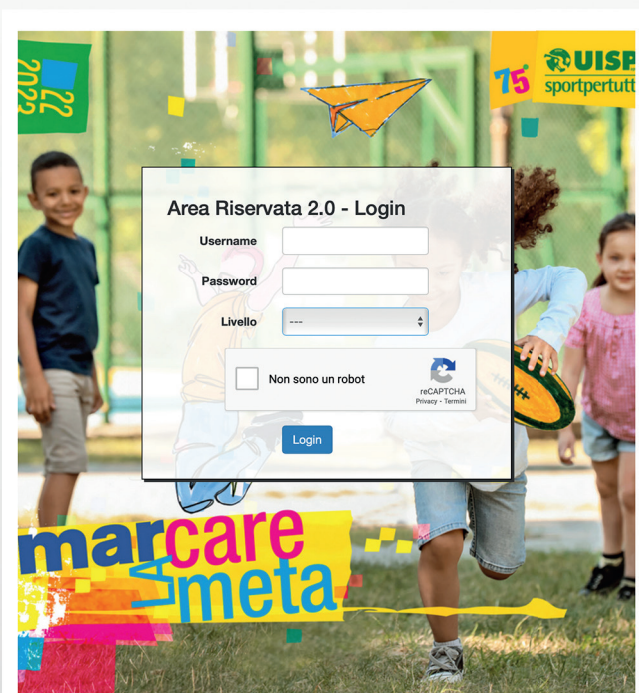 2022
2023
75°
UISP
sportpertutti
Area Riservata 2.0 - Login
Username
Password
Livello
---
Non sono un robot
reCAPTCHA
Privacy - Termini
Login
marcare
LA
meta